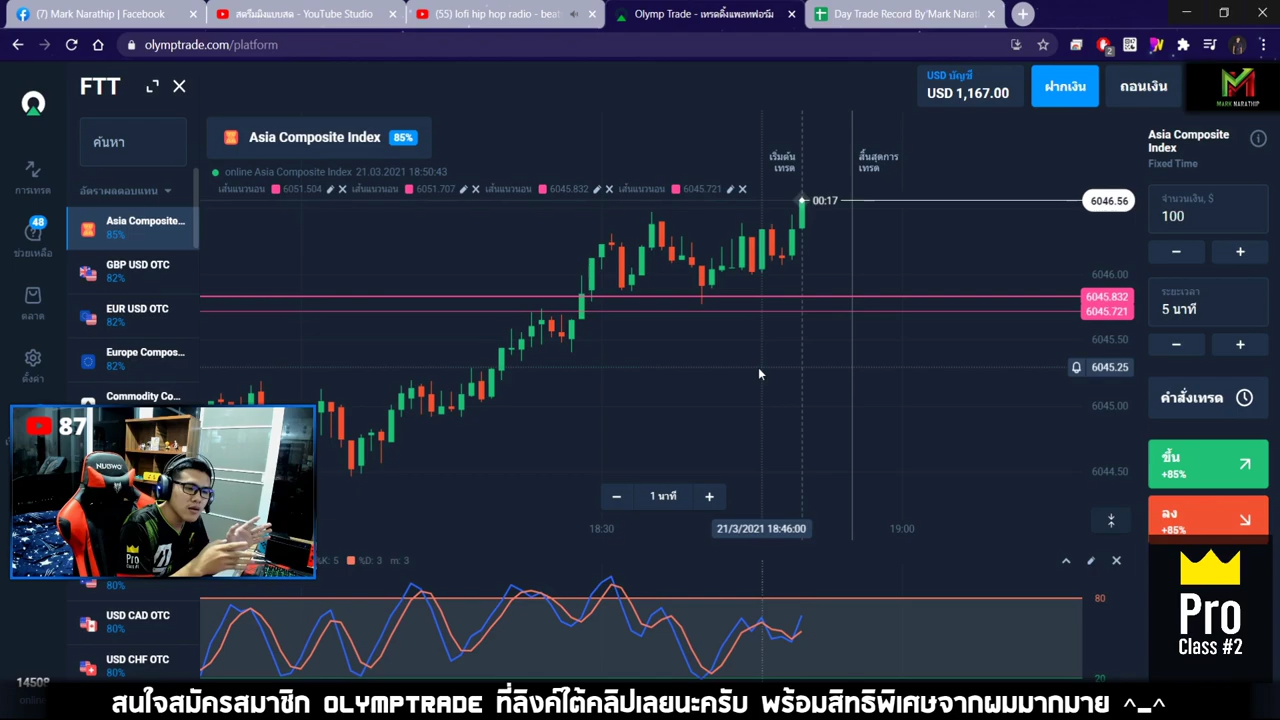 (7) Mark Narathip | Facebook
สตรีมมิงแบบสด - YouTube Studio
(55) lofi hip hop radio - beat
Olymp Trade - เทรดดิ้งแพลทฟอร์ม
Day Trade Record By Mark Narat
olymptrade.com/platform
2
FTT
USD บัญชี
USD 1,167.00
ฝากเงิน
ถอนเงิน
MARK NARATHIP
ค้นหา
Asia Composite Index 85%
อัตราผลตอบแทน
online Asia Composite Index 21.03.2021 18:50:43
เส้นแนวนอน 6051.504 เส้นแนวนอน 6051.707 เส้นแนวนอน 6045.832 เส้นแนวนอน 6045.721
เริ่มต้น
เทรด
สิ้นสุดการ
เทรด
00:17
6046.56
6046.00
6045.832
6045.721
6045.50
6045.25
6045.00
6044.50
การเทรด
48
ช่วยเหลือ
ตลาด
ตั้งค่า
Asia Composite...
85%
GBP USD OTC
82%
EUR USD OTC
82%
Europe Compos...
82%
Commodity Co...
Asia Composite
Index
Fixed Time
จำนวนเงิน, $
100
ระยะเวลา
5 นาที
คำสั่งเทรด
ขึ้น
+85%
ลง
+85%
87
NUBWO
Pro
1 นาที
18:30
21/3/2021 18:46:00
19:00
%K: 5 %D: 3 m: 3
80
20
80%
USD CAD OTC
80%
USD CHF OTC
80%
14508
online
Pro
Class #2
สนใจสมัครสมาชิก OLYMPTRADE ที่ลิงค์ใต้คลิปเลยนะครับ พร้อมสิทธิพิเศษจากผมมากมาย ^_^